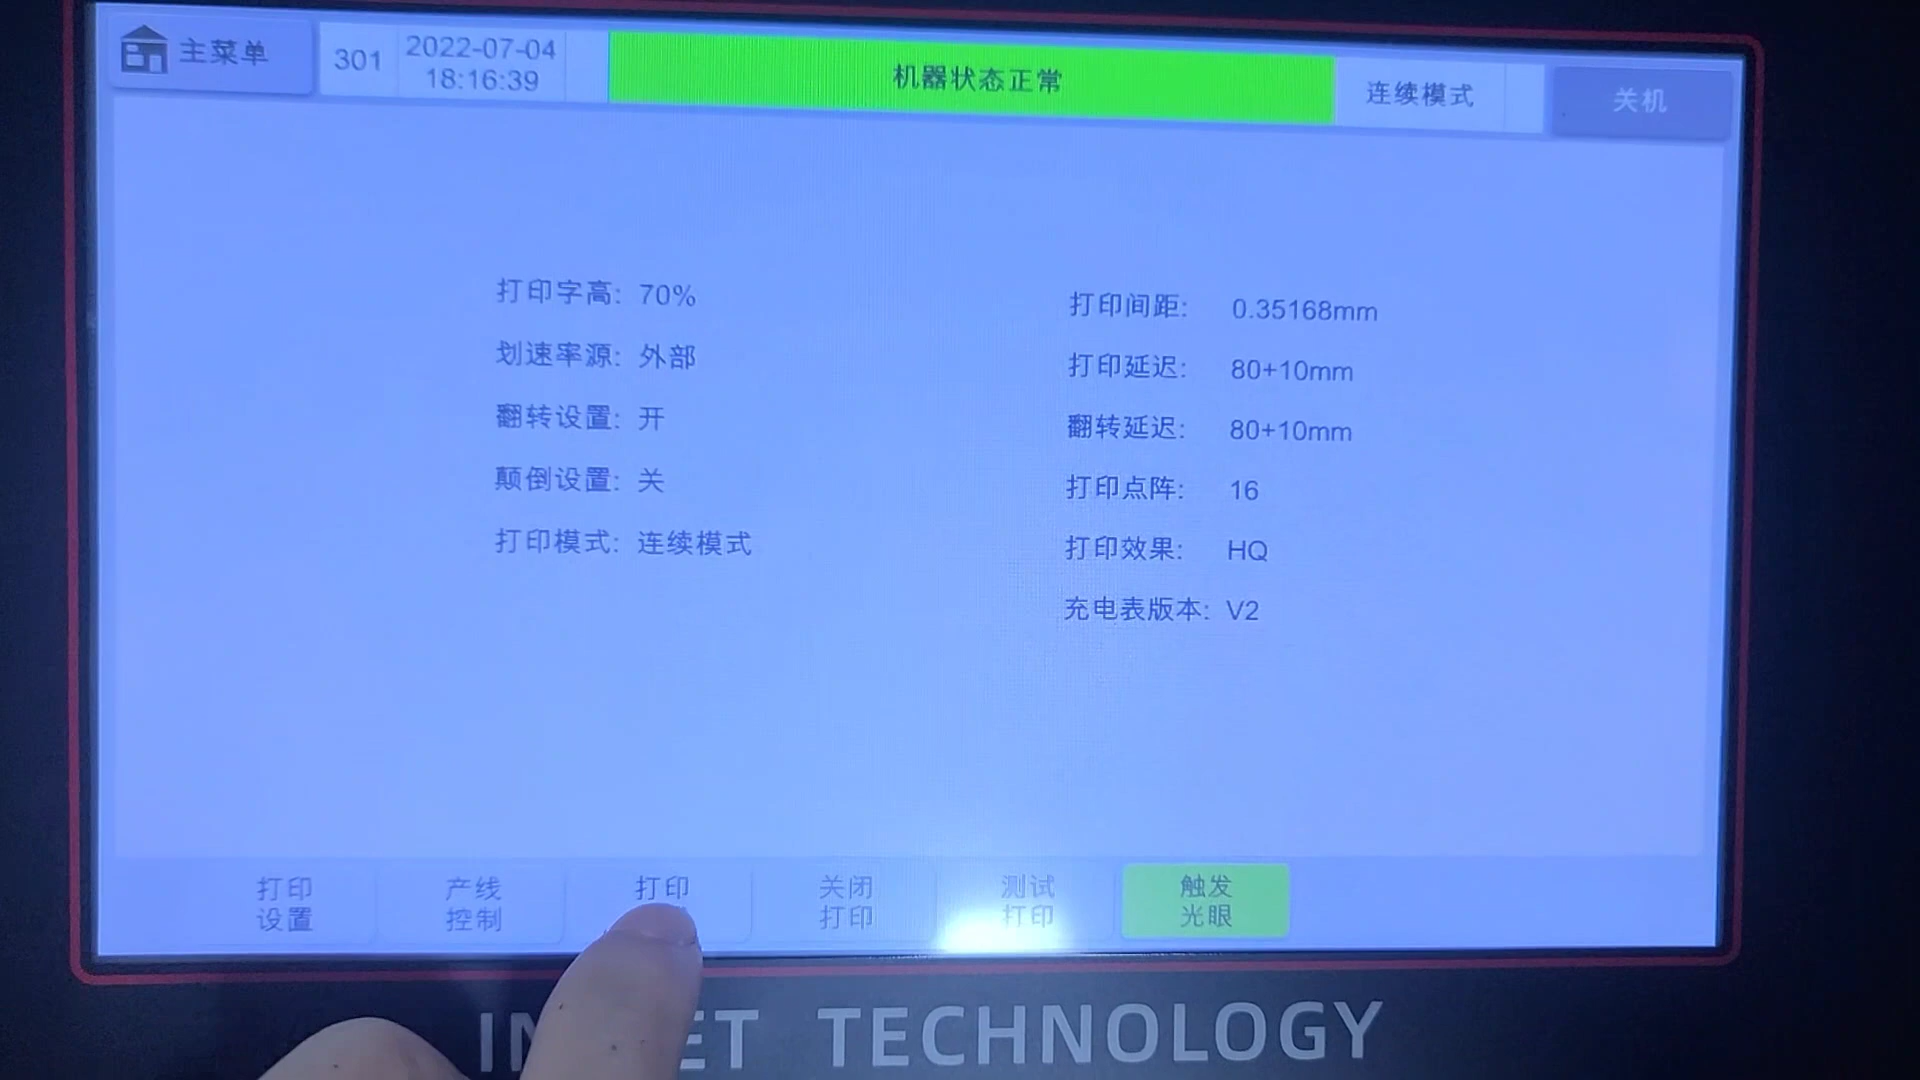 主菜单
301
2022-07-04
18:16:39
机器状态正常
连续模式
关机
打印字高: 70%
划速率源: 外部
翻转设置: 开
颠倒设置: 关
打印模式: 连续模式
打印间距: 0.35168mm
打印延迟: 80+10mm
翻转延迟: 80+10mm
打印点阵: 16
打印效果: HQ
充电表版本: V2
打印
设置
产线
控制
打印
关闭
打印
测试
打印
触发
光眼
TECHNOLOGY